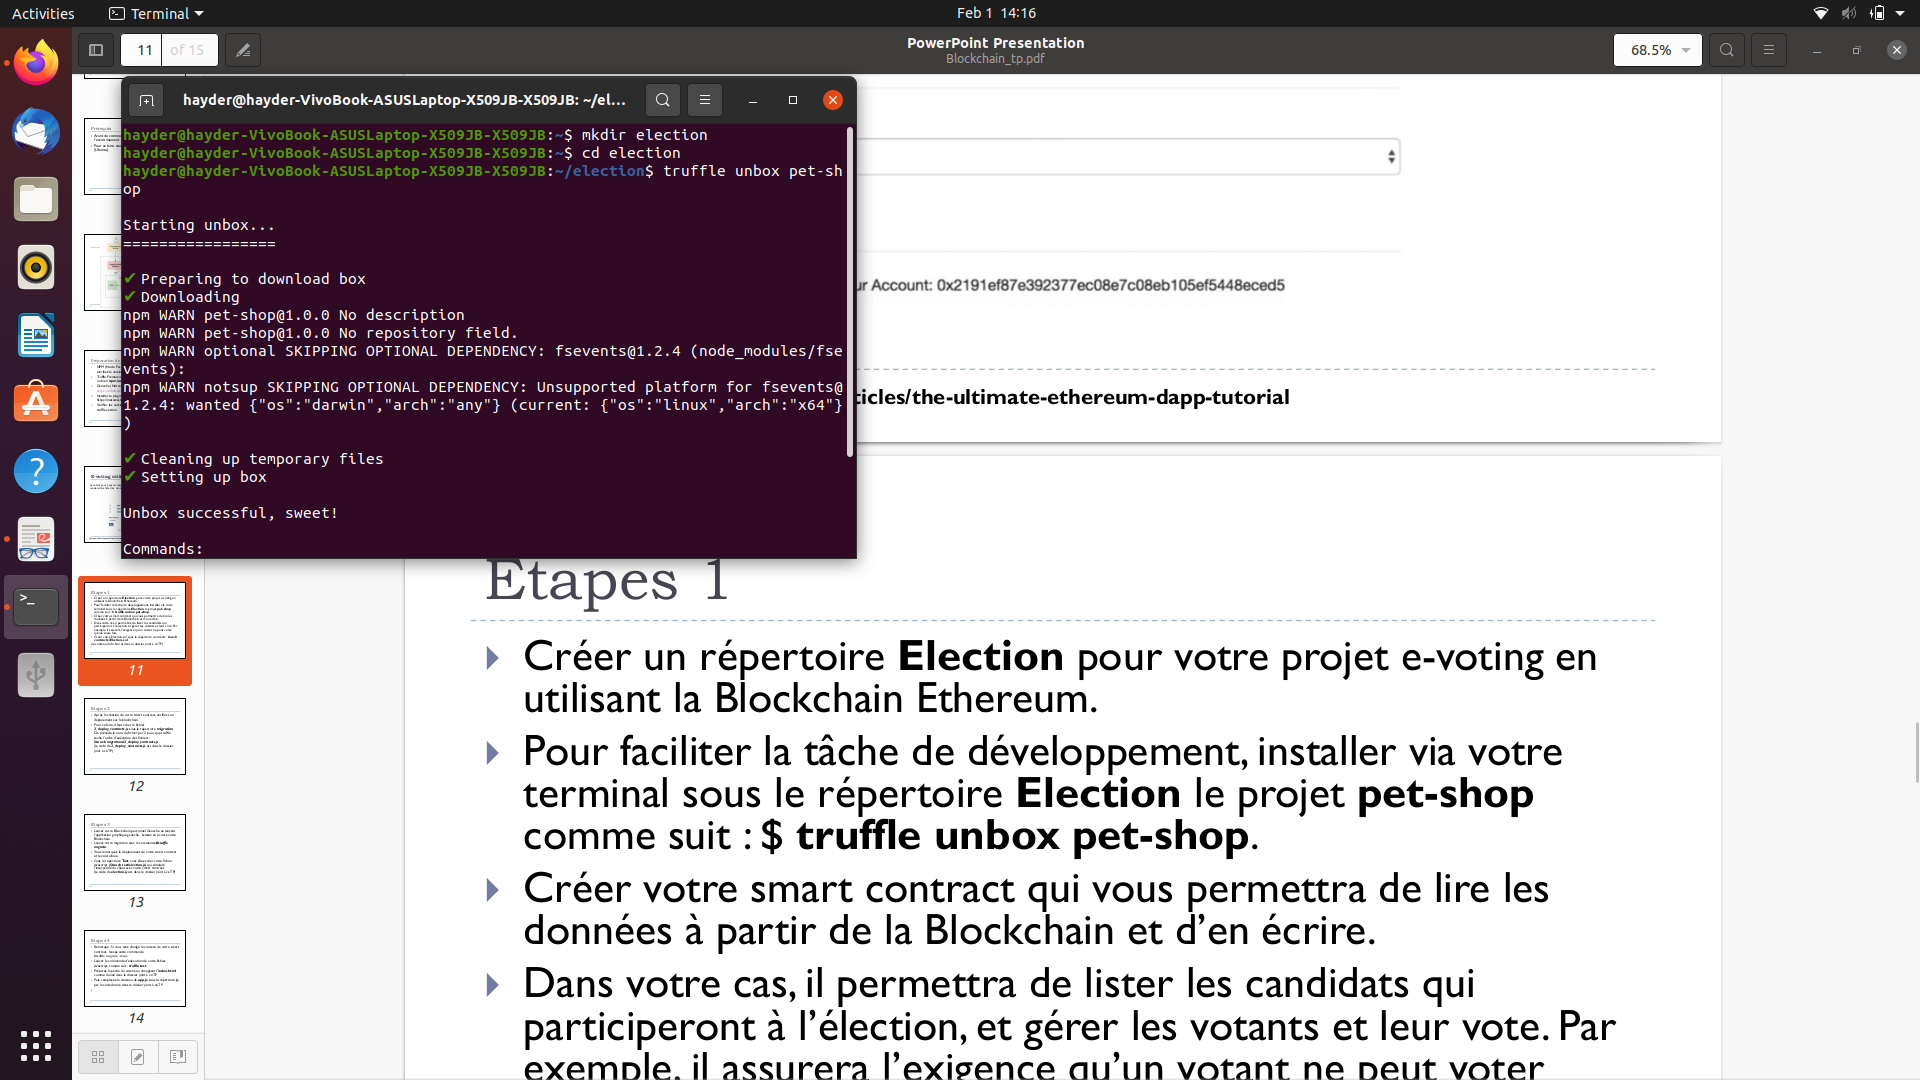 Activities
Terminal
Feb 1 14:16
11
of 15
PowerPoint Presentation
Blockchain_tp.pdf
68.5%
hayder@hayder-VivoBook-ASUSLaptop-X509JB-X509JB: ~/el...
hayder@hayder-VivoBook-ASUSLaptop-X509JB-X509JB:~$ mkdir election
hayder@hayder-VivoBook-ASUSLaptop-X509JB-X509JB:~$ cd election
hayder@hayder-VivoBook-ASUSLaptop-X509JB-X509JB:~/election$ truffle unbox pet-sh
op
Starting unbox...
=================
✔ Preparing to download box
✔ Downloading
npm WARN pet-shop@1.0.0 No description
npm WARN pet-shop@1.0.0 No repository field.
npm WARN optional SKIPPING OPTIONAL DEPENDENCY: fsevents@1.2.4 (node_modules/fse
vents):
npm WARN notsup SKIPPING OPTIONAL DEPENDENCY: Unsupported platform for fsevents@
1.2.4: wanted {"os":"darwin","arch":"any"} (current: {"os":"linux","arch":"x64"}
)
✔ Cleaning up temporary files
✔ Setting up box
Unbox successful, sweet!
Commands:
ur Account: 0x2191ef87e392377ec08e7c08eb105ef5448eced5
ticles/the-ultimate-ethereum-dapp-tutorial
Etapes 1
Créer un répertoire Election pour votre projet e-voting en
utilisant la Blockchain Ethereum.
Pour faciliter la tâche de développement, installer via votre
terminal sous le répertoire Election le projet pet-shop
comme suit : $ truffle unbox pet-shop.
Créer votre smart contract qui vous permettra de lire les
données à partir de la Blockchain et d’en écrire.
Dans votre cas, il permettra de lister les candidats qui
participeront à l’élection, et gérer les votants et leur vote. Par
exemple, il assurera l’exigence qu’un votant ne peut voter
11
12
13
14